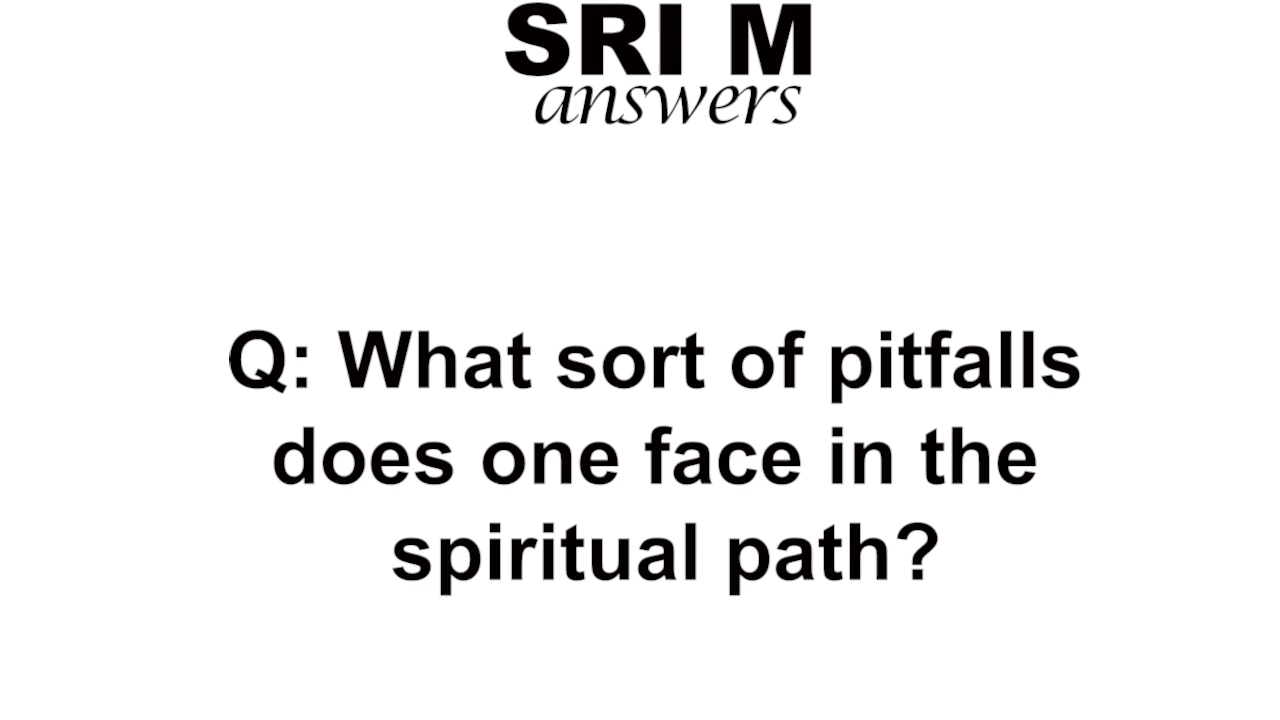 SRI M
answers
Q: What sort of pitfalls
does one face in the
spiritual path?